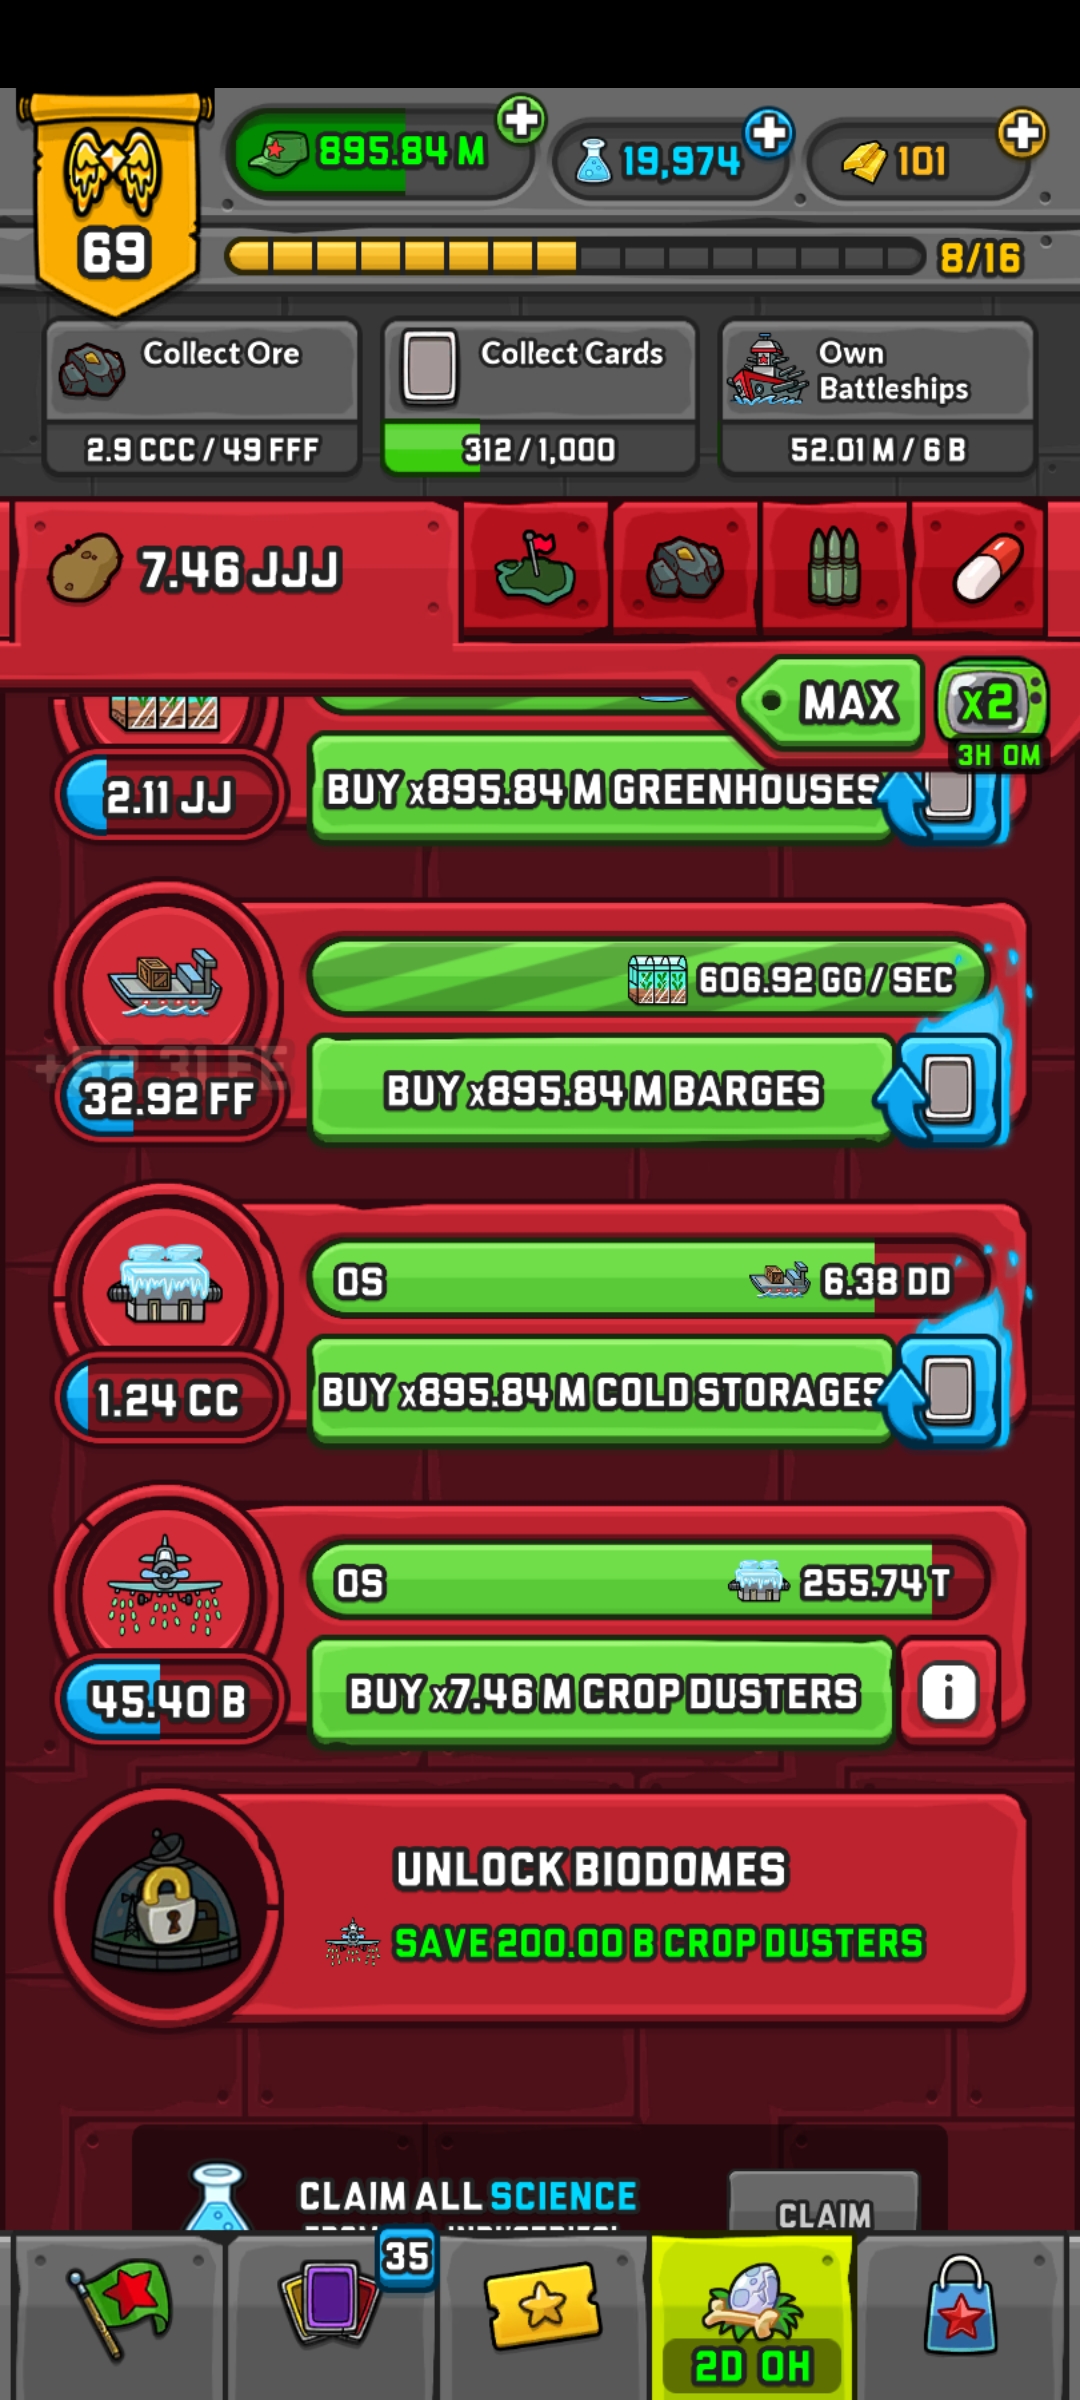 895.84 M
19,974
101
69
8/16
Collect Ore
2.9 CCC / 49 FFF
Collect Cards
312 / 1,000
Own
Battleships
52.01 M / 6 B
7.46 JJJ
MAX
x2
3H 0M
2.11 JJ
BUY x895.84 M GREENHOUSES
606.92 GG / SEC
32.92 FF
BUY x895.84 M BARGES
0S
6.38 DD
1.24 CC
BUY x895.84 M COLD STORAGES
0S
255.74 T
45.40 B
BUY x7.46 M CROP DUSTERS
i
UNLOCK BIODOMES
SAVE 200.00 B CROP DUSTERS
CLAIM ALL SCIENCE
CLAIM
35
2D 0H